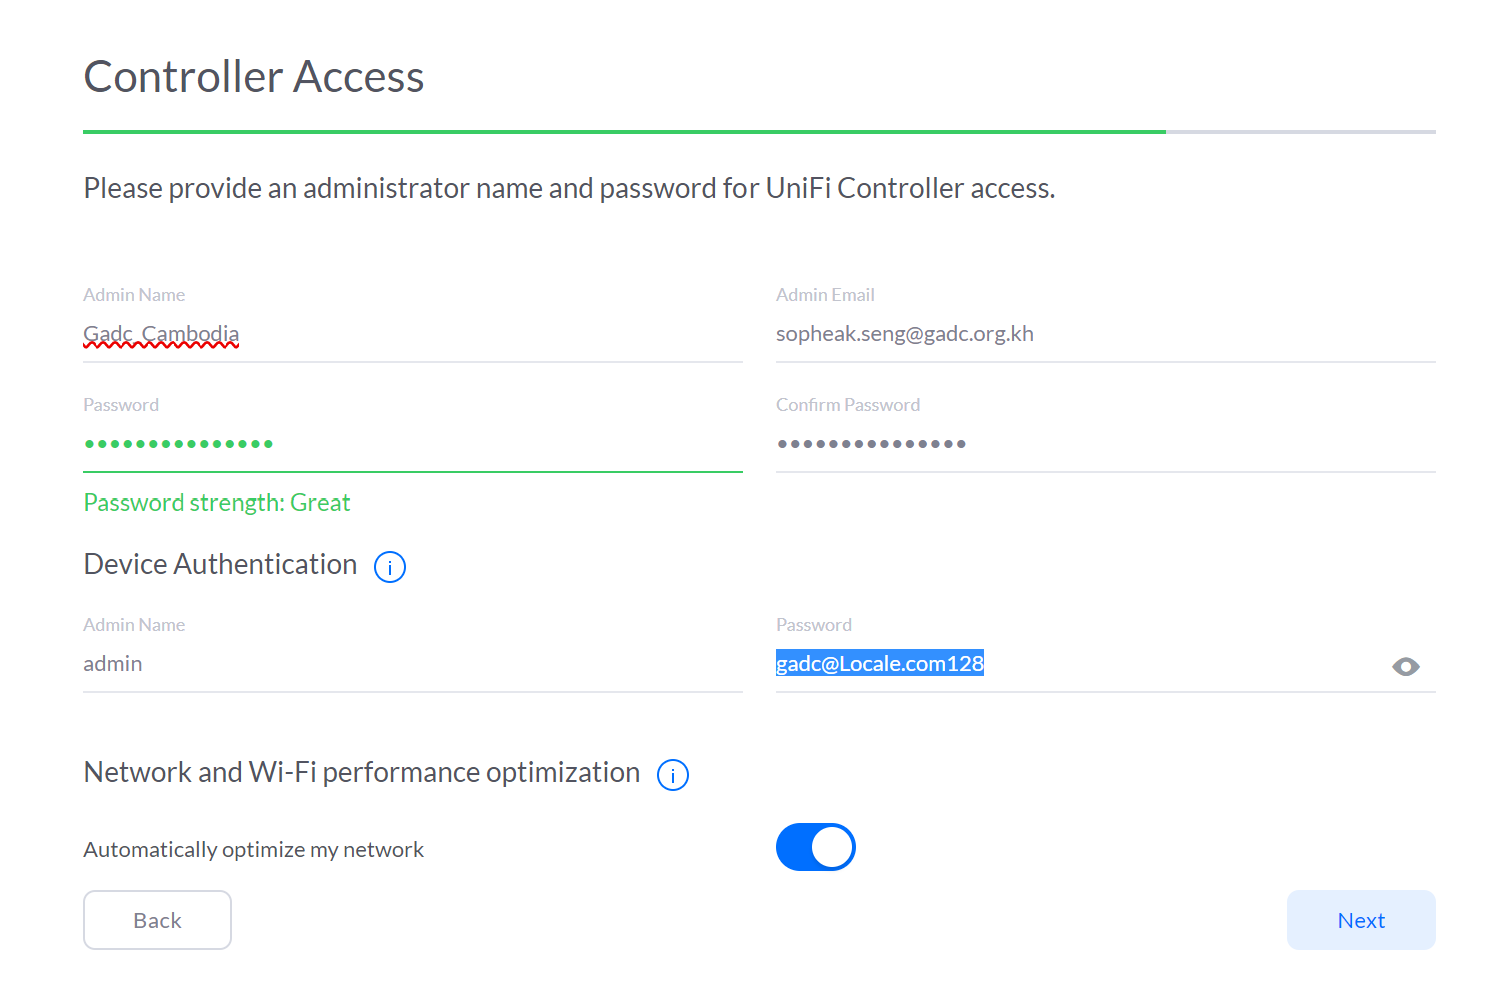 Controller Access
Please provide an administrator name and password for UniFi Controller access.
Admin Name
Admin Email
Gadc_Cambodia
sopheak.seng@gadc.org.kh
Password
Confirm Password
•••••••••••••••
•••••••••••••••
Password strength: Great
Device Authentication
Admin Name
Password
admin
gadc@Locale.com128
Network and Wi-Fi performance optimization
Automatically optimize my network
Back
Next